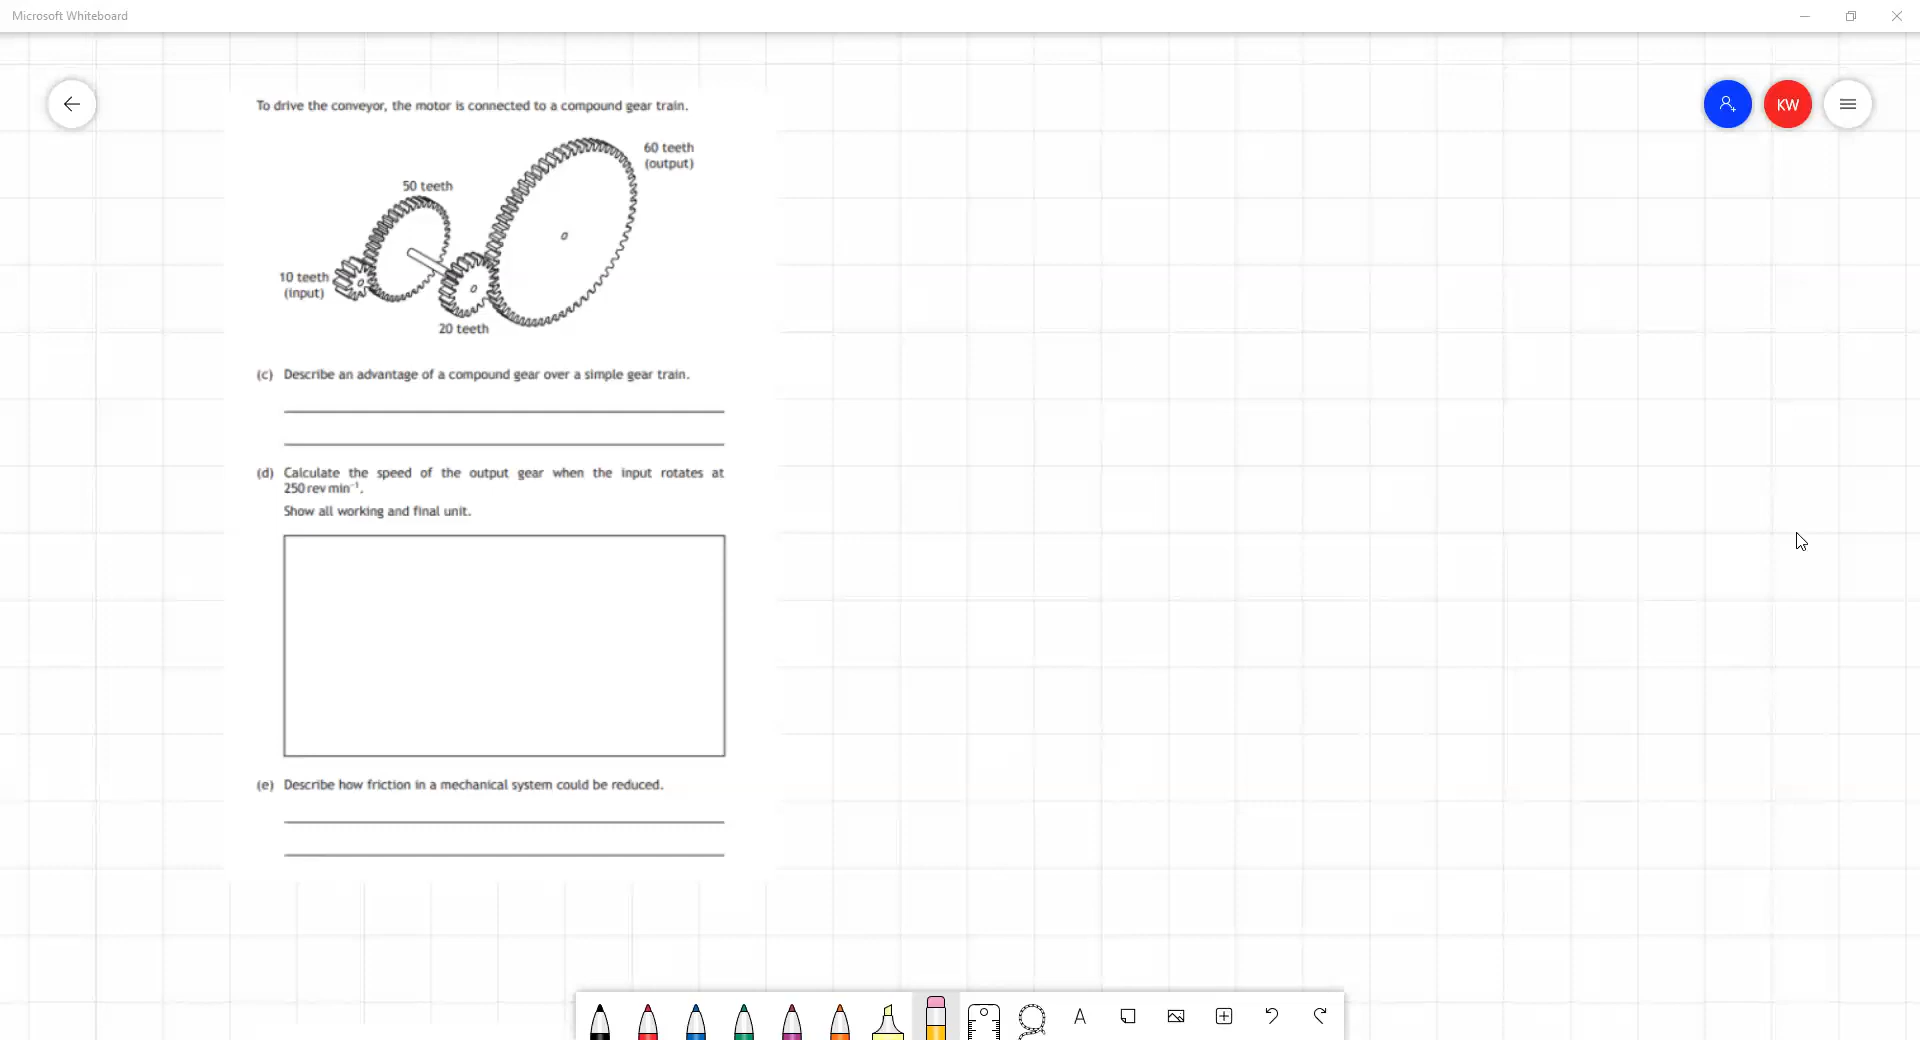 Microsoft Whiteboard
KW
To drive the conveyor, the motor is connected to a compound gear train.
60 teeth
(output)
50 teeth
10 teeth
(input)
20 teeth
(c) Describe an advantage of a compound gear over a simple gear train.
(d) Calculate the speed of the output gear when the input rotates at
250 rev min⁻¹.
Show all working and final unit.
(e) Describe how friction in a mechanical system could be reduced.